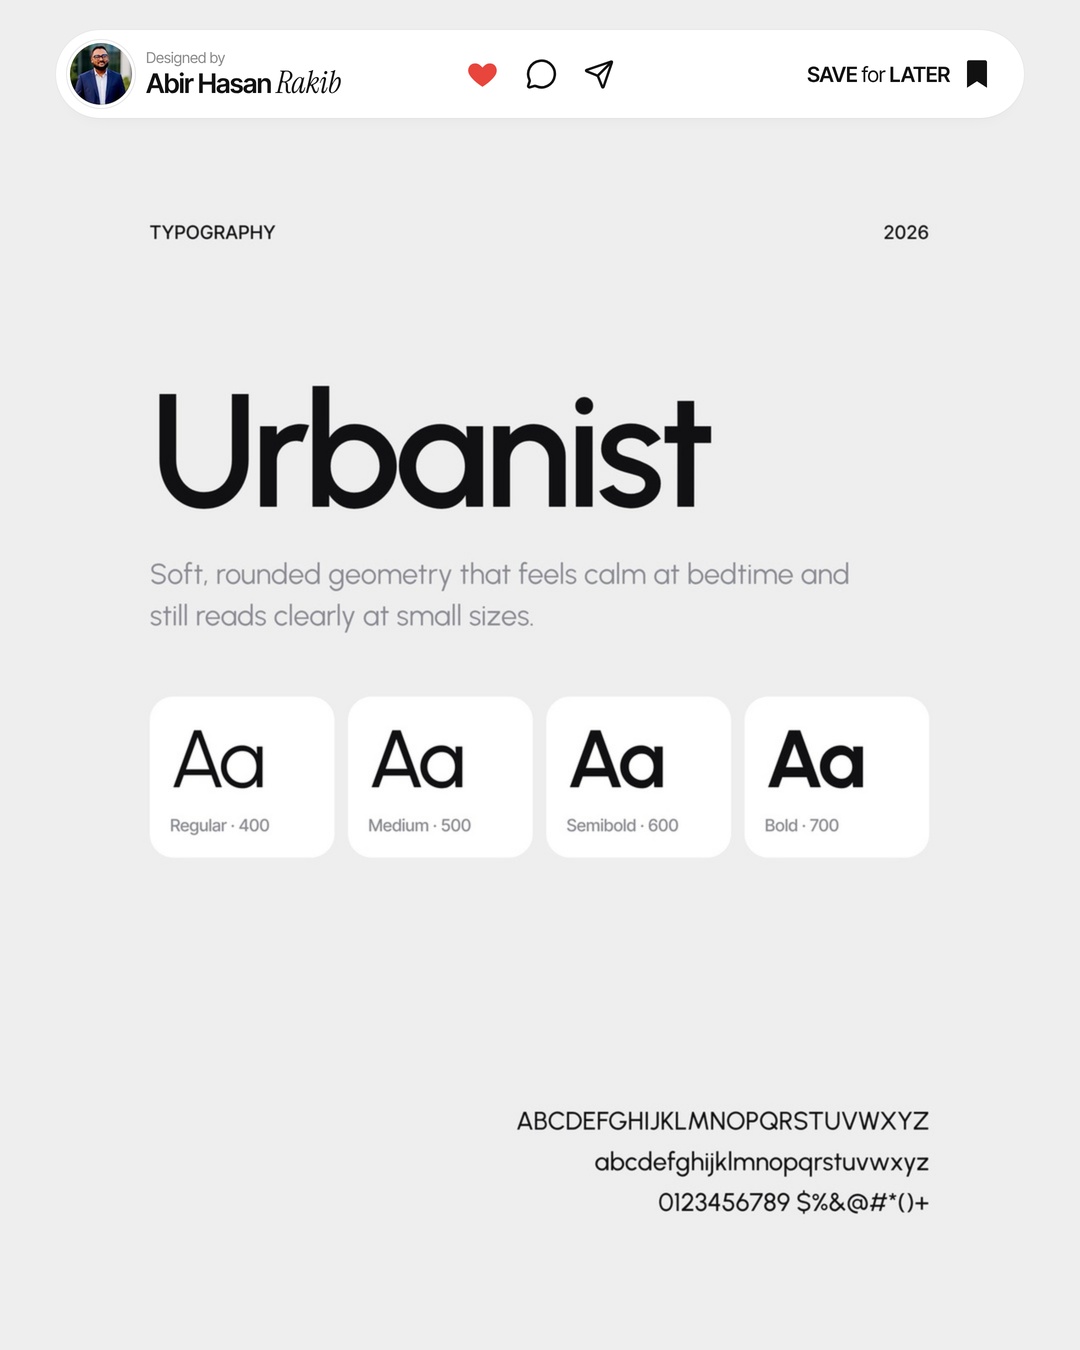 Designed by
Abir Hasan Rakib
SAVE for LATER
TYPOGRAPHY
2026
Urbanist
Soft, rounded geometry that feels calm at bedtime and
still reads clearly at small sizes.
Aa
Regular · 400
Aa
Medium · 500
Aa
Semibold · 600
Aa
Bold · 700
ABCDEFGHIJKLMNOPQRSTUVWXYZ
abcdefghijklmnopqrstuvwxyz
0123456789 $%&@#*()+